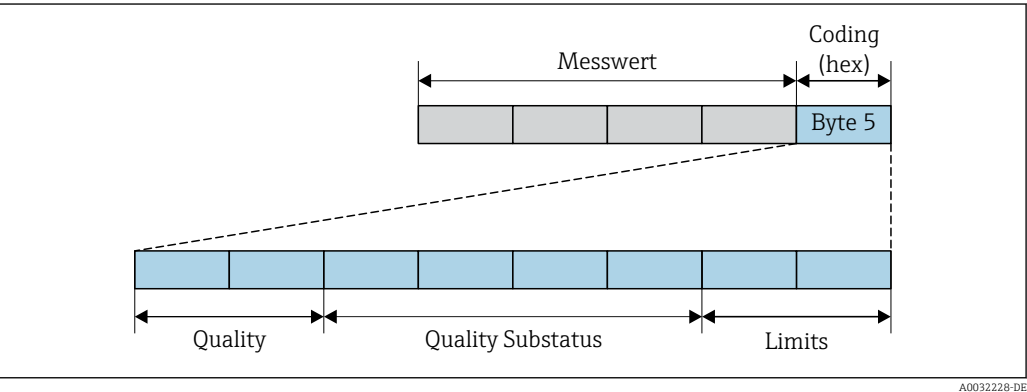 Coding
Messwert
(hex)
Byte 5
Quality
Quality Substatus
Limits
A0032228-DE